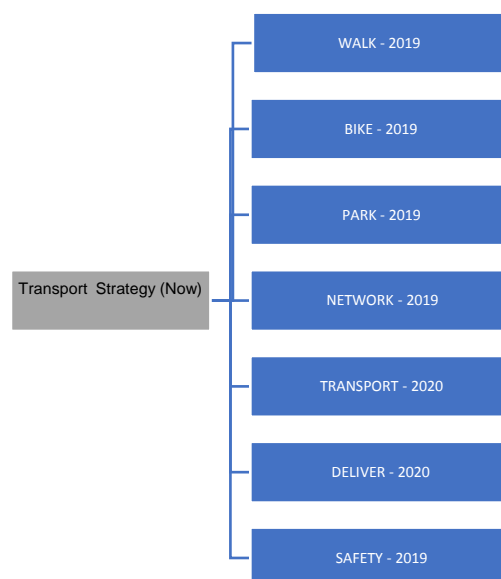 WALK - 2019
BIKE - 2019
PARK - 2019
Transport Strategy (Now)
NETWORK - 2019
TRANSPORT - 2020
DELIVER - 2020
SAFETY - 2019